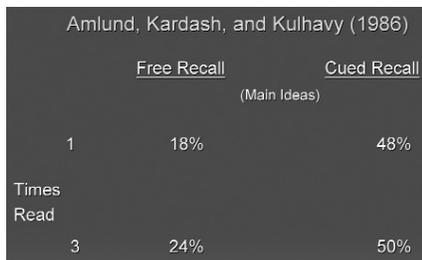 Amlund, Kardash, and Kulhavy (1986)
Free Recall Cued Recall
(Main Ideas)
1 18% 48%
Times
Read
3 24% 50%